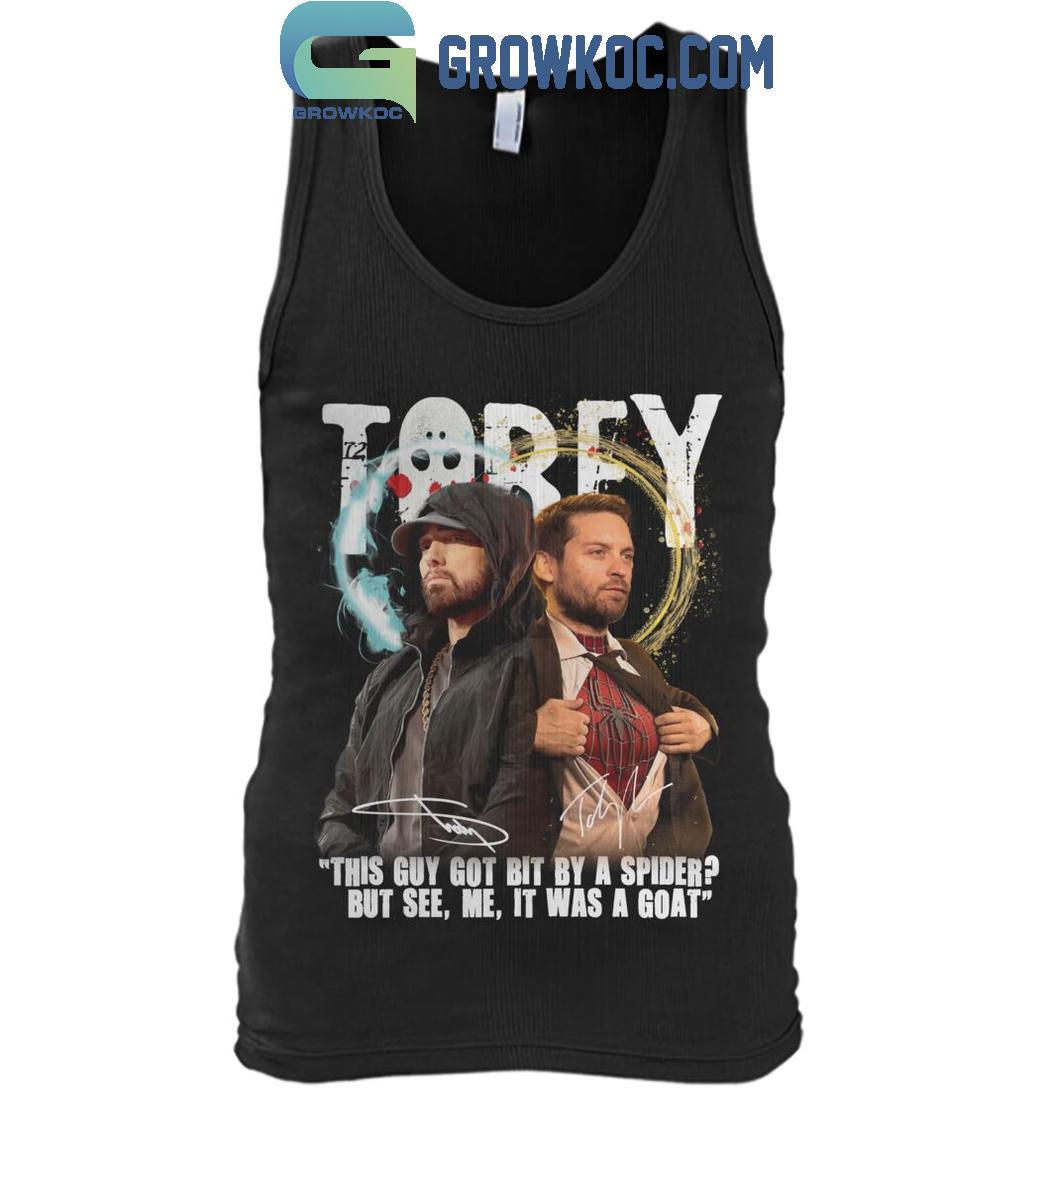 GROWKOC.COM
GROWKOC
TOBEY
"THIS GUY GOT BIT BY A SPIDER?
BUT SEE, ME, IT WAS A GOAT"